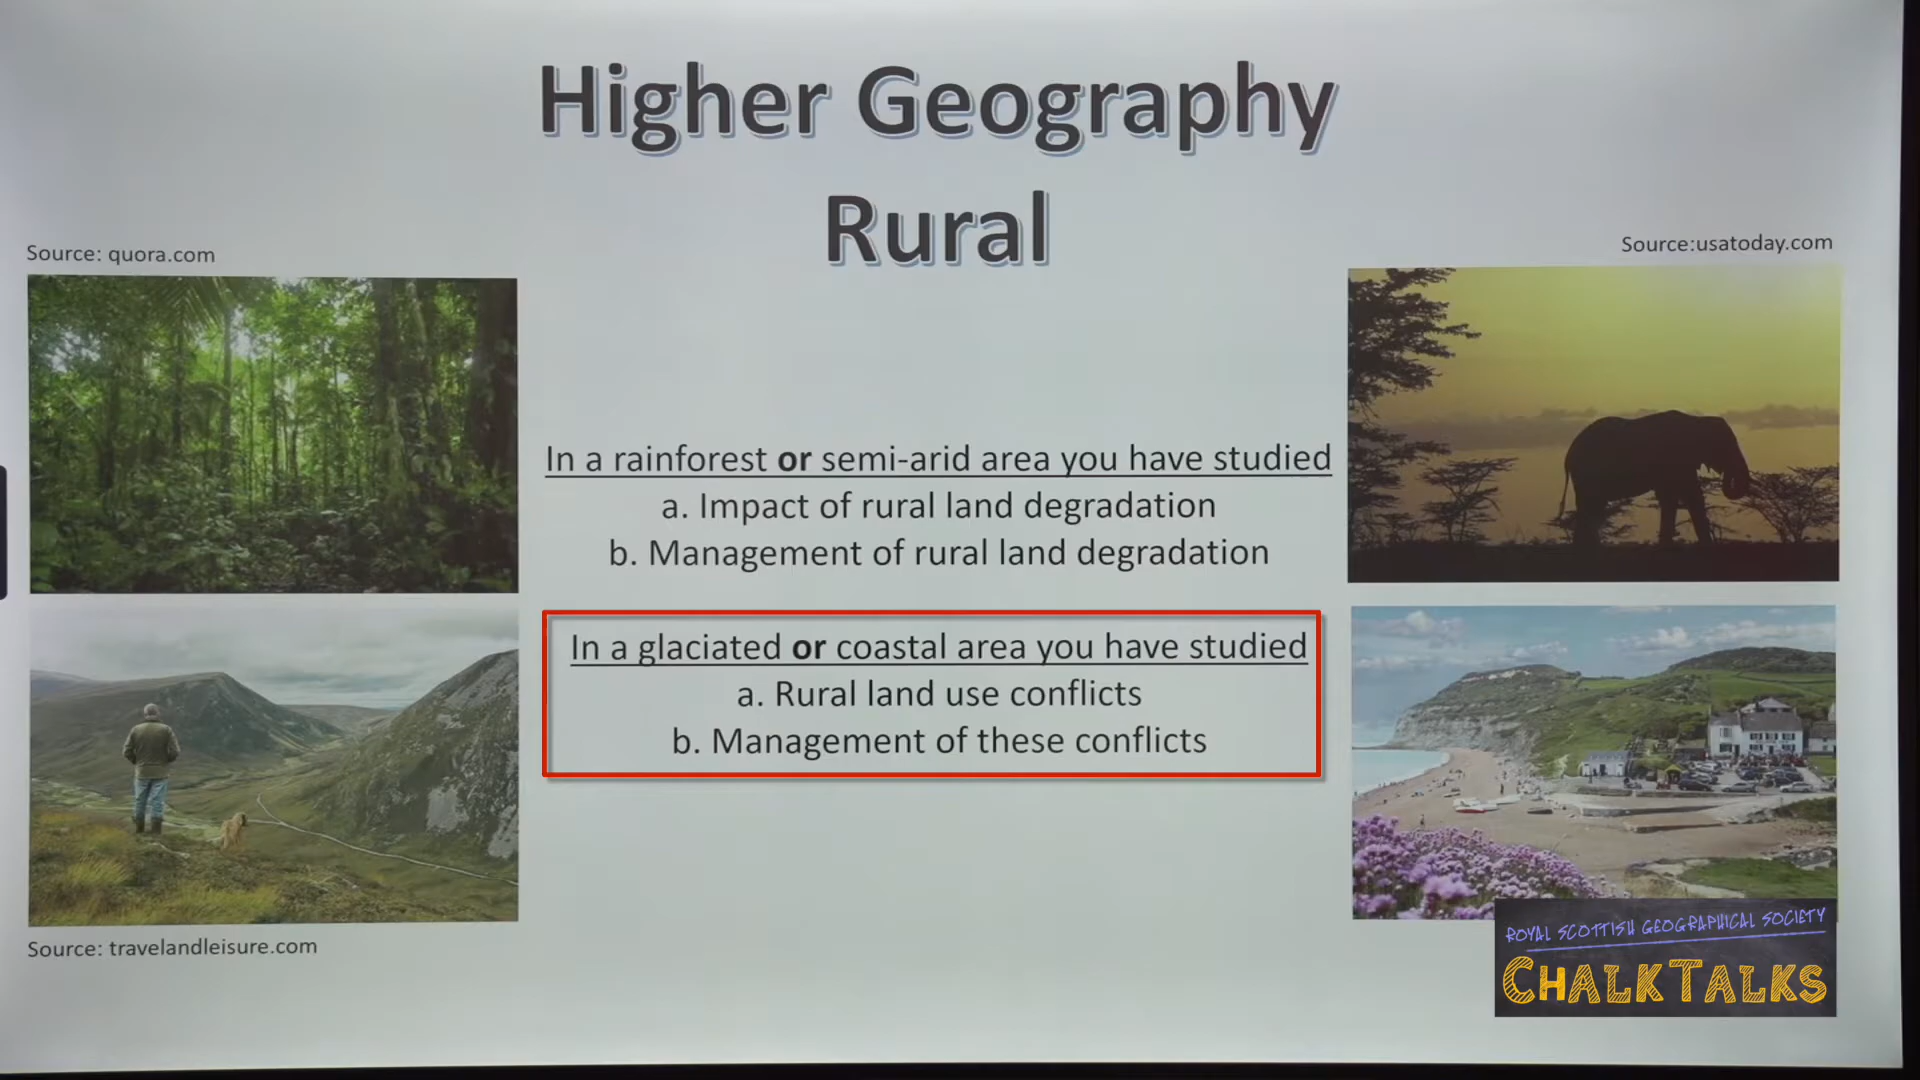 Higher Geography
Rural
Source: quora.com
Source:usatoday.com
In a rainforest or semi-arid area you have studied
a. Impact of rural land degradation
b. Management of rural land degradation
In a glaciated or coastal area you have studied
a. Rural land use conflicts
b. Management of these conflicts
Source: travelandleisure.com
ROYAL SCOTTISH GEOGRAPHICAL SOCIETY
CHALKTALKS